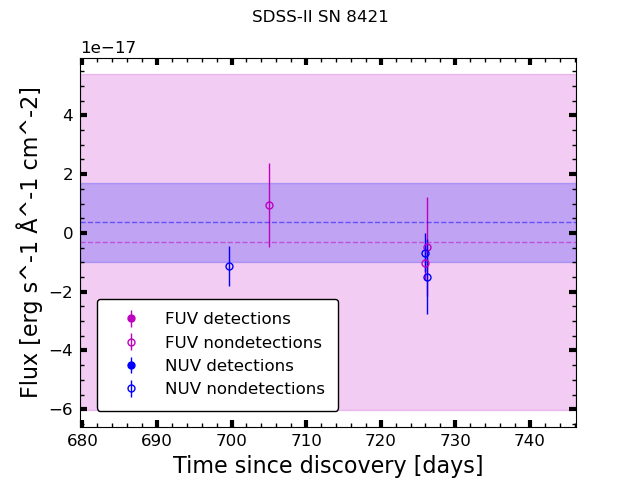 SDSS-II SN 8421
1e−17
Flux [erg s^-1 Å^-1 cm^-2]
4
2
0
−2
−4
−6
FUV detections
FUV nondetections
NUV detections
NUV nondetections
680 690 700 710 720 730 740
Time since discovery [days]